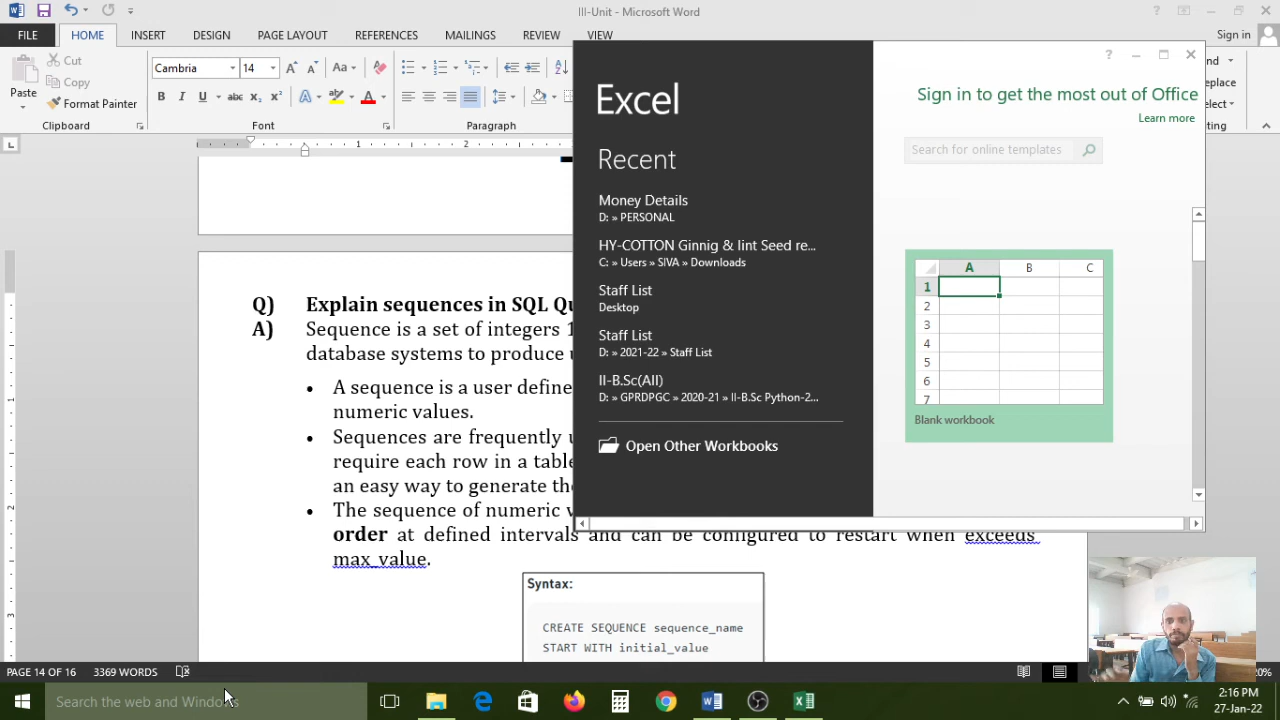 III-Unit - Microsoft Word
Sign in
FILE HOME INSERT DESIGN PAGE LAYOUT REFERENCES MAILINGS REVIEW VIEW
Cut
Copy
Format Painter
Paste
Clipboard
Cambria 14
Font
Paragraph
Excel
Recent
Money Details
D: » PERSONAL
HY-COTTON Ginnig & lint Seed re...
C: » Users » SIVA » Downloads
Staff List
Desktop
Staff List
D: » 2021-22 » Staff List
II-B.Sc(All)
D: » GPRDPGC » 2020-21 » II-B.Sc Python-2...
Open Other Workbooks
Sign in to get the most out of Office
Learn more
Search for online templates
A B C
1
2
3
4
5
6
7
Blank workbook
Q) Explain sequences in SQL Qu
A) Sequence is a set of integers 1
database systems to produce u
• A sequence is a user define
numeric values.
• Sequences are frequently u
require each row in a table
an easy way to generate the
• The sequence of numeric v
order at defined intervals and can be configured to restart when exceeds
max_value.
Syntax:
CREATE SEQUENCE sequence_name
START WITH initial_value
PAGE 14 OF 16 3369 WORDS
Search the web and Windows
2:16 PM
27-Jan-22